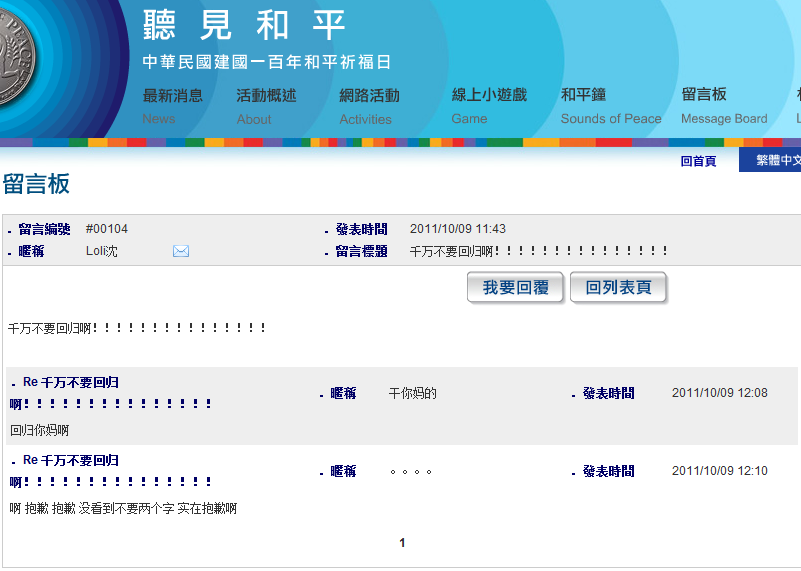 聽見和平
中華民國建國一百年和平祈福日
最新消息 活動概述 網路活動 線上小遊戲 和平鐘 留言板
News About Activities Game Sounds of Peace Message Board
回首頁 繁體中文
留言板
留言編號 #00104 發表時間 2011/10/09 11:43
暱稱 Loli沈 留言標題 千万不要回归啊!!!!!!!!!!!!!!!
我要回覆 回列表頁
千万不要回归啊!!!!!!!!!!!!!!!
Re 千万不要回归
啊!!!!!!!!!!!!!!! 暱稱 干你妈的 發表時間 2011/10/09 12:08
回归你妈啊
Re 千万不要回归
啊!!!!!!!!!!!!!!! 暱稱 。。。。 發表時間 2011/10/09 12:10
啊 抱歉 抱歉 没看到不要两个字 实在抱歉啊
1